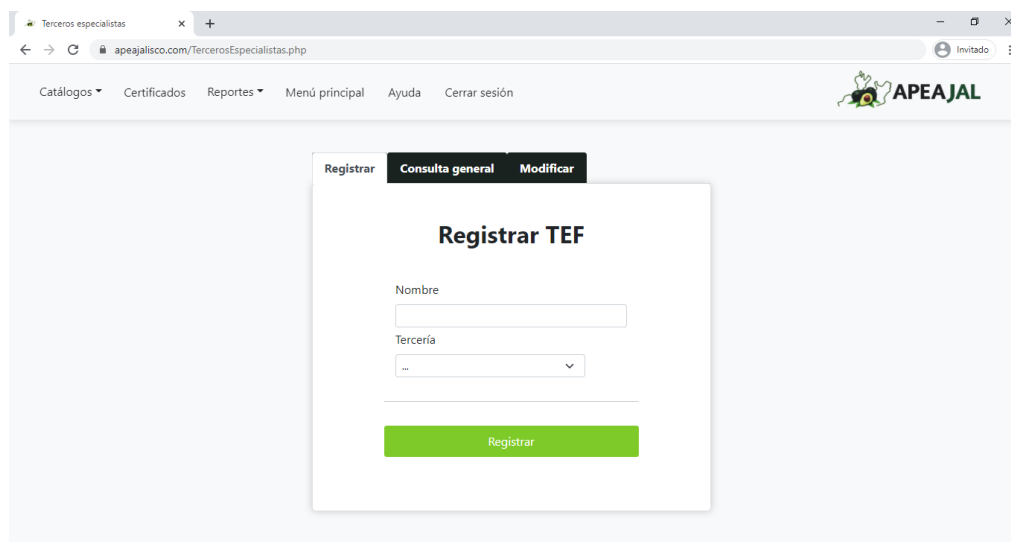 Terceros especialistas
apeajalisco.com/TercerosEspecialistas.php
Invitado
Catálogos Certificados Reportes Menú principal Ayuda Cerrar sesión
APEAJAL
Registrar Consulta general Modificar
Registrar TEF
Nombre
Tercería
...
Registrar